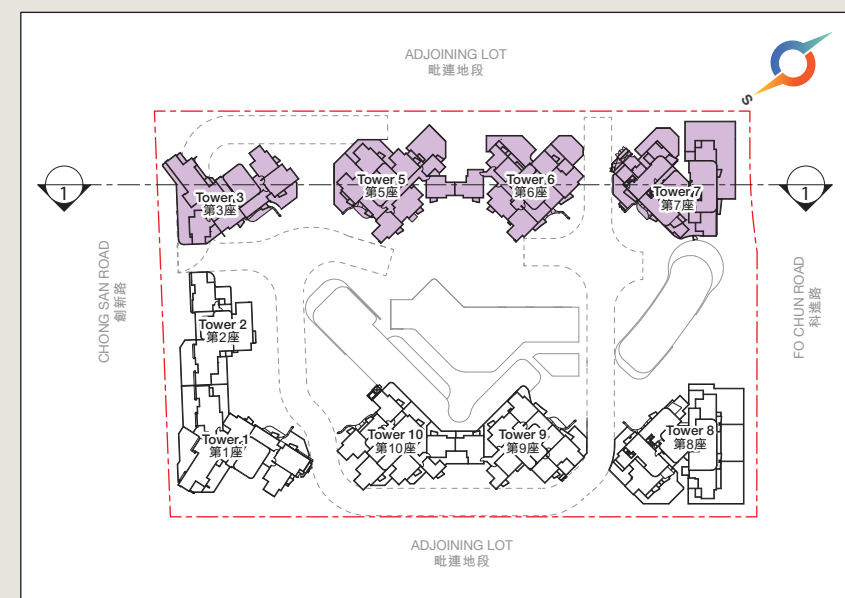 ADJOINING LOT
毗連地段
S
Tower 3
第3座
Tower 5
第5座
Tower 6
第6座
Tower 7
第7座
1
1
CHONG SAN ROAD
創新路
FO CHUN ROAD
科進路
Tower 2
第2座
Tower 1
第1座
Tower 10
第10座
Tower 9
第9座
Tower 8
第8座
ADJOINING LOT
毗連地段